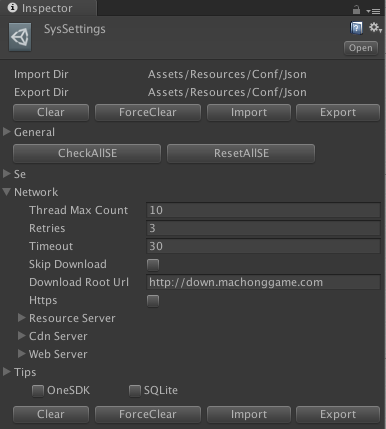 Inspector
SysSettings
Open
Import Dir Assets/Resources/Conf/Json
Export Dir Assets/Resources/Conf/Json
Clear ForceClear Import Export
General
CheckAllSE ResetAllSE
Se
Network
Thread Max Count 10
Retries 3
Timeout 30
Skip Download
Download Root Url http://down.machonggame.com
Https
Resource Server
Cdn Server
Web Server
Tips
OneSDK SQLite
Clear ForceClear Import Export